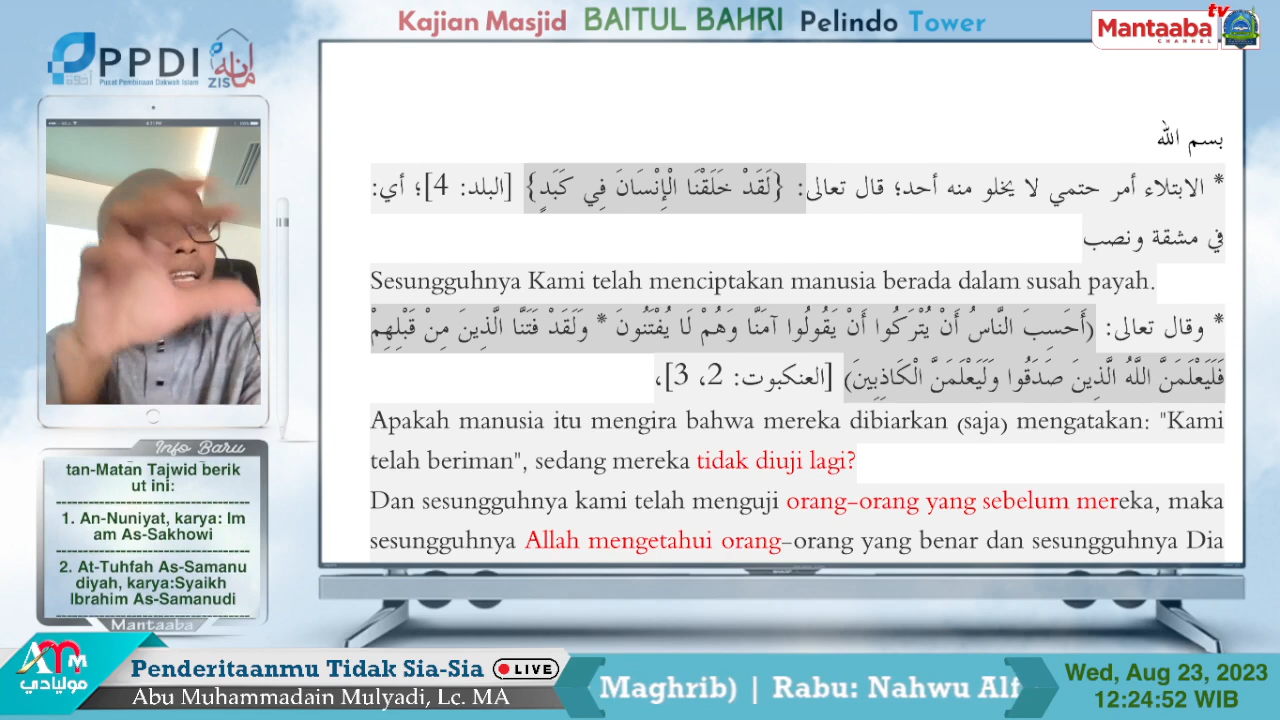 Kajian Masjid BAITUL BAHRI Pelindo Tower
Mantaaba tv
CHANNEL
PPDI
Pusat Pembinaan Dakwah Islam
ZIS
بسم الله
* الابتلاء أمر حتمي لا يخلو منه أحد؛ قال تعالى: {لَقَدْ خَلَقْنَا الْإِنْسَانَ فِي كَبَدٍ} [البلد: 4]؛ أي:
في مشقة ونصب
Sesungguhnya Kami telah menciptakan manusia berada dalam susah payah.
* وقال تعالى: (أَحَسِبَ النَّاسُ أَنْ يُتْرَكُوا أَنْ يَقُولُوا آمَنَّا وَهُمْ لَا يُفْتَنُونَ * وَلَقَدْ فَتَنَّا الَّذِينَ مِنْ قَبْلِهِمْ
فَلَيَعْلَمَنَّ اللَّهُ الَّذِينَ صَدَقُوا وَلَيَعْلَمَنَّ الْكَاذِبِينَ) [العنكبوت: 2، 3]،
Apakah manusia itu mengira bahwa mereka dibiarkan (saja) mengatakan: "Kami
telah beriman", sedang mereka tidak diuji lagi?
Dan sesungguhnya kami telah menguji orang-orang yang sebelum mereka, maka
sesungguhnya Allah mengetahui orang-orang yang benar dan sesungguhnya Dia
Info Baru
tan-Matan Tajwid berik
ut ini:
1. An-Nuniyat, karya: Im
am As-Sakhowi
2. At-Tuhfah As-Samanu
diyah, karya:Syaikh
Ibrahim As-Samanudi
Mantaaba
موليادي
Penderitaanmu Tidak Sia-Sia LIVE
Abu Muhammadain Mulyadi, Lc. MA
Maghrib) | Rabu: Nahwu Alf
Wed, Aug 23, 2023
12:24:52 WIB